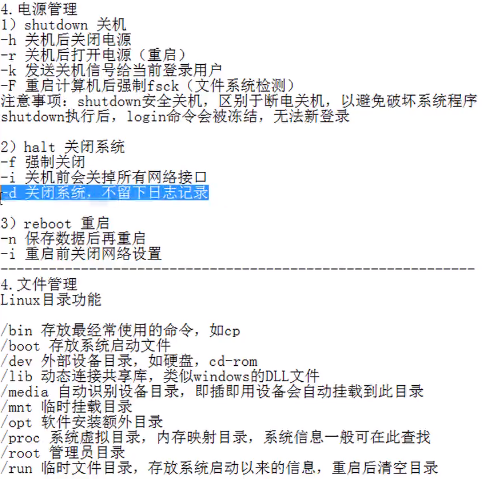 4.电源管理
1）shutdown 关机
-h 关机后关闭电源
-r 关机后打开电源（重启）
-k 发送关机信号给当前登录用户
-F 重启计算机后强制fsck（文件系统检测）
注意事项：shutdown安全关机，区别于断电关机，以避免破坏系统程序
shutdown执行后，login命令会被冻结，无法新登录
2）halt 关闭系统
-f 强制关闭
-i 关机前会关掉所有网络接口
-d 关闭系统，不留下日志记录
3）reboot 重启
-n 保存数据后再重启
-i 重启前关闭网络设置
-------------------------------------------------------------
4.文件管理
Linux目录功能
/bin 存放最经常使用的命令，如cp
/boot 存放系统启动文件
/dev 外部设备目录，如硬盘，cd-rom
/lib 动态连接共享库，类似windows的DLL文件
/media 自动识别设备目录，即插即用设备会自动挂载到此目录
/mnt 临时挂载目录
/opt 软件安装额外目录
/proc 系统虚拟目录，内存映射目录，系统信息一般可在此查找
/root 管理员目录
/run 临时文件目录，存放系统启动以来的信息，重启后清空目录